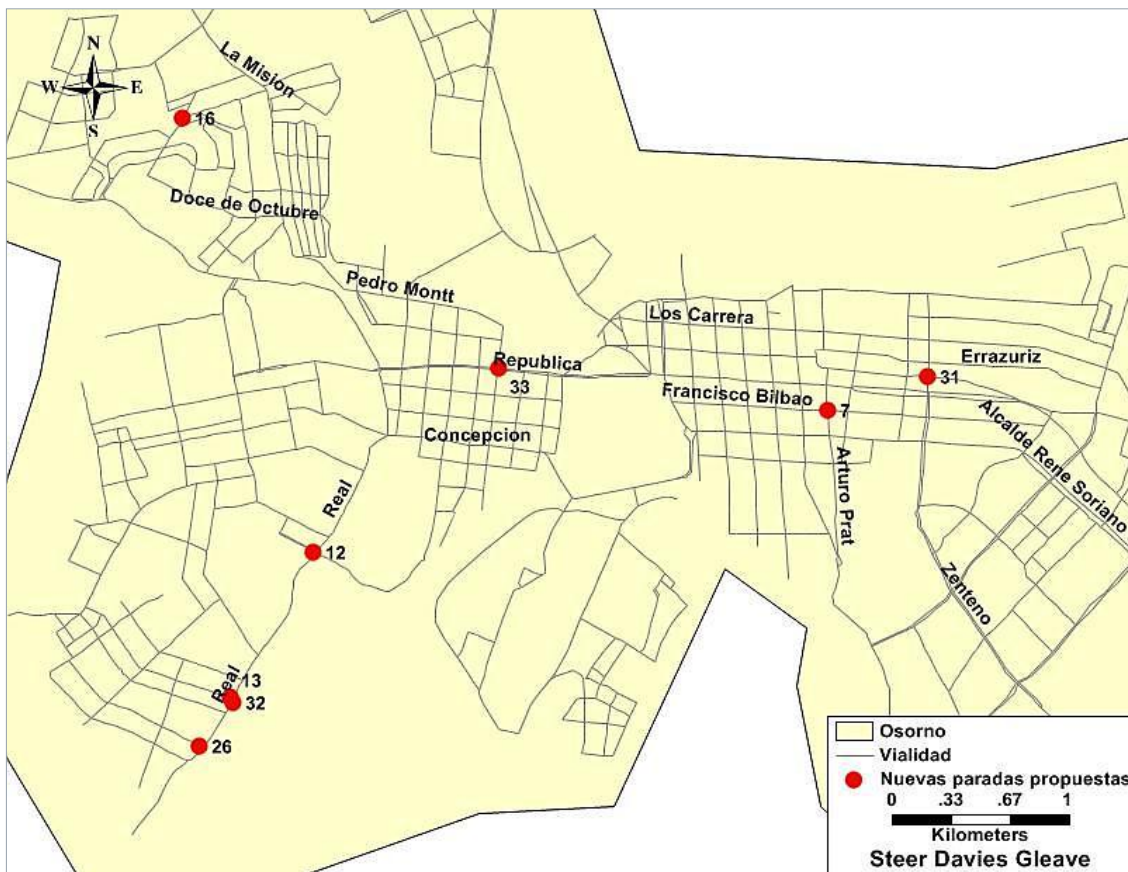 N
W E
S
La Mision
16
Doce de Octubre
Pedro Montt
Los Carrera
Republica
Errazuriz
33
31
Francisco Bilbao
7
Concepcion
Alcalde Rene Soriano
Real
Arturo Prat
12
Zenteno
Real
13
32
26
Osorno
Vialidad
Nuevas paradas propuestas
0 .33 .67 1
Kilometers
Steer Davies Gleave